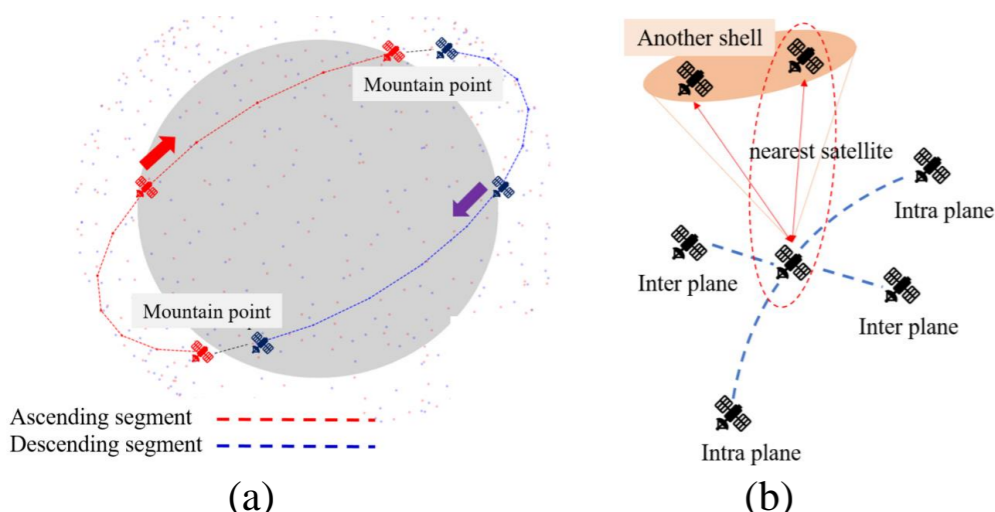 Mountain point
Mountain point
Ascending segment
Descending segment
(a)
Another shell
nearest satellite
Intra plane
Inter plane
Inter plane
Intra plane
(b)